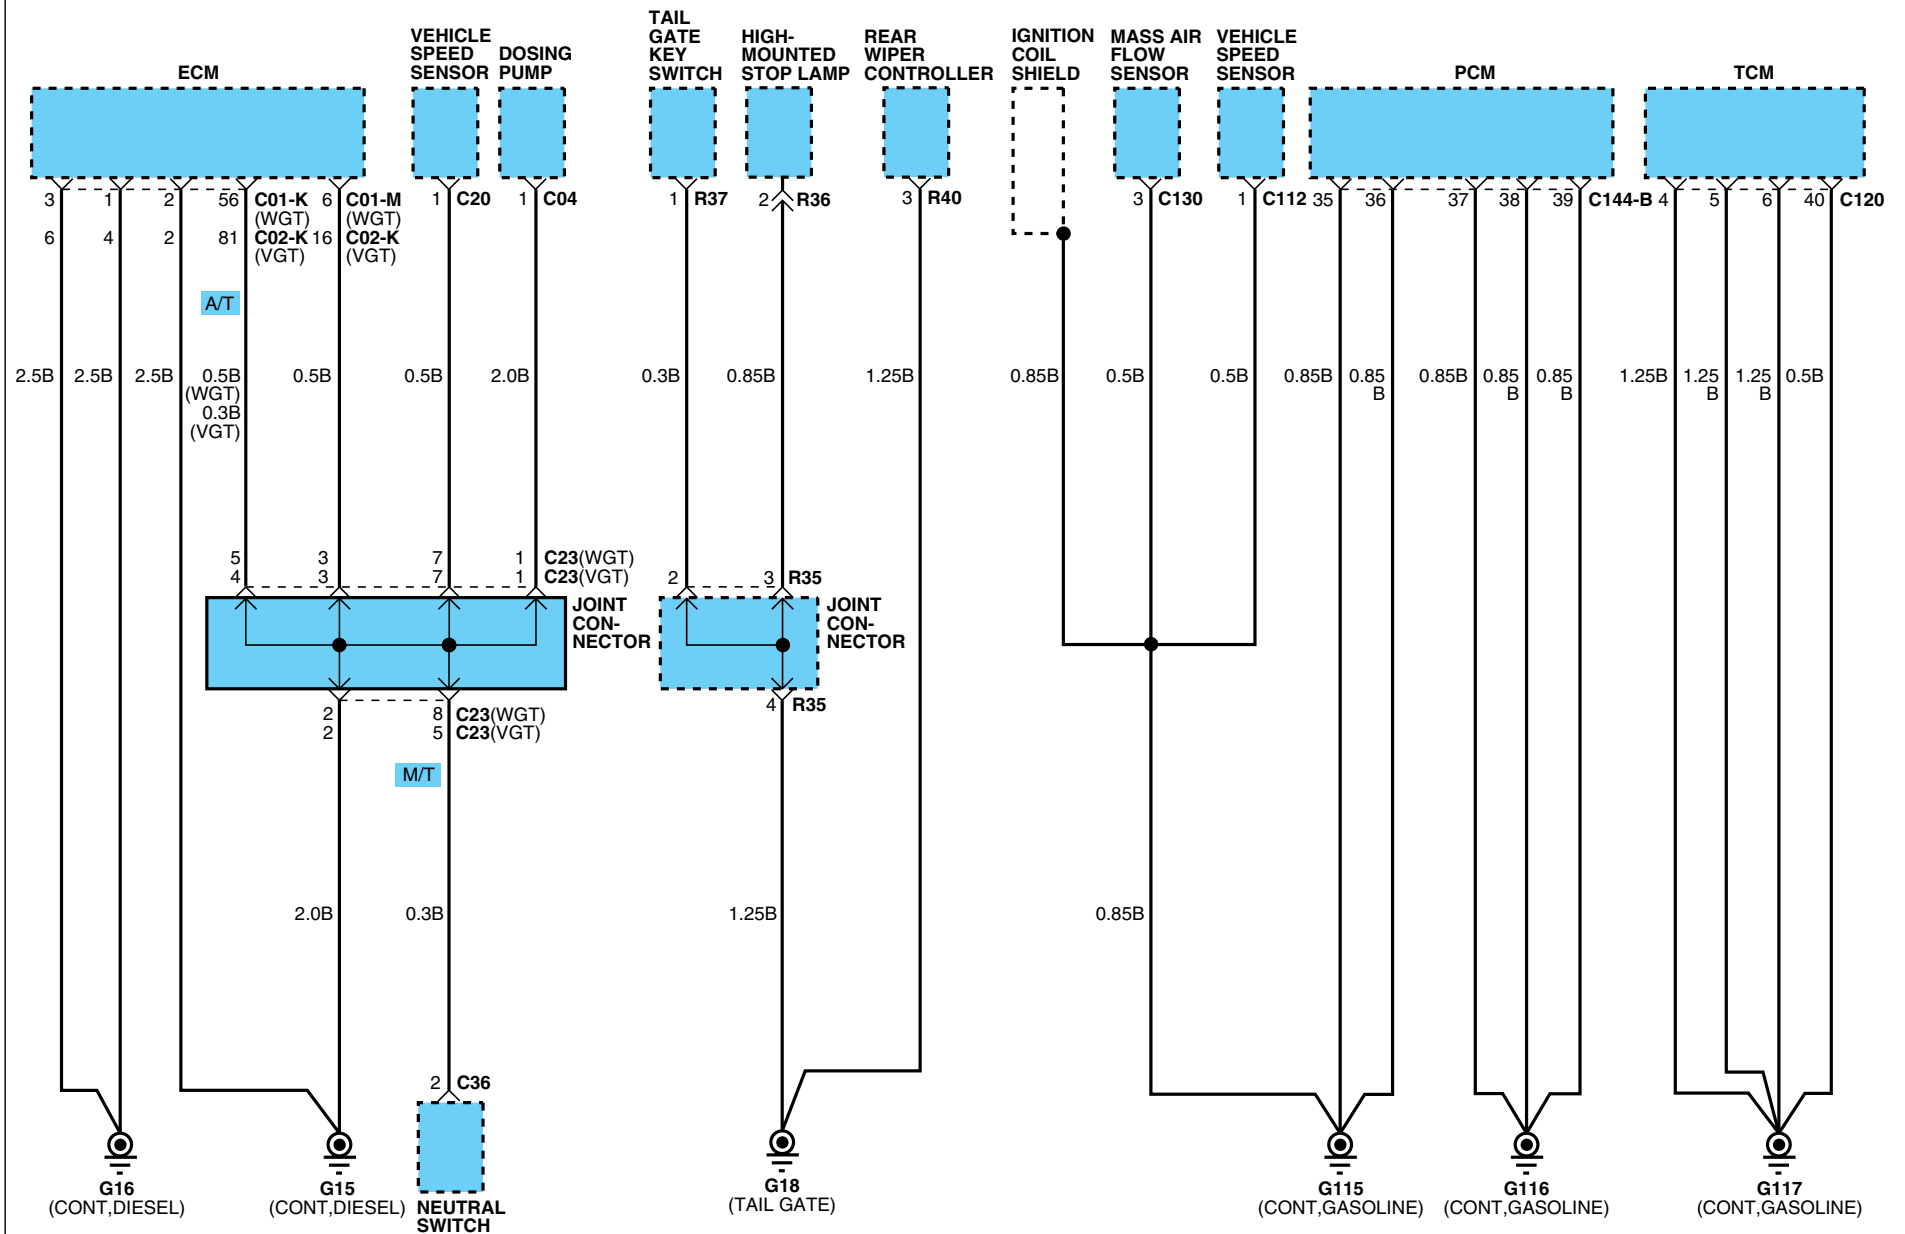 ECM
VEHICLE
SPEED
SENSOR
DOSING
PUMP
TAIL
GATE
KEY
SWITCH
HIGH-
MOUNTED
STOP LAMP
REAR
WIPER
CONTROLLER
IGNITION
COIL
SHIELD
MASS AIR
FLOW
SENSOR
VEHICLE
SPEED
SENSOR
PCM
TCM
3 1 2 56 C01-K 6 C01-M 1 C20 1 C04 1 R37 2 R36 3 R40 3 C130 1 C112 35 36 37 38 39 C144-B 4 5 6 40 C120
(WGT) (WGT)
6 4 2 81 C02-K 16 C02-K
(VGT) (VGT)
A/T
2.5B 2.5B 2.5B 0.5B 0.5B 0.5B 2.0B 0.3B 0.85B 1.25B 0.85B 0.5B 0.5B 0.85B 0.85 0.85B 0.85 0.85 1.25B 1.25 1.25 0.5B
(WGT) B B B B B
0.3B
(VGT)
5 3 7 1 C23(WGT)
4 3 7 1 C23(VGT) 2 3 R35
JOINT
CON-
NECTOR
JOINT
CON-
NECTOR
2 8 C23(WGT) 4 R35
2 5 C23(VGT)
M/T
2.0B 0.3B 1.25B 0.85B
2 C36
G16
(CONT,DIESEL)
G15
(CONT,DIESEL)
NEUTRAL
SWITCH
G18
(TAIL GATE)
G115
(CONT,GASOLINE)
G116
(CONT,GASOLINE)
G117
(CONT,GASOLINE)